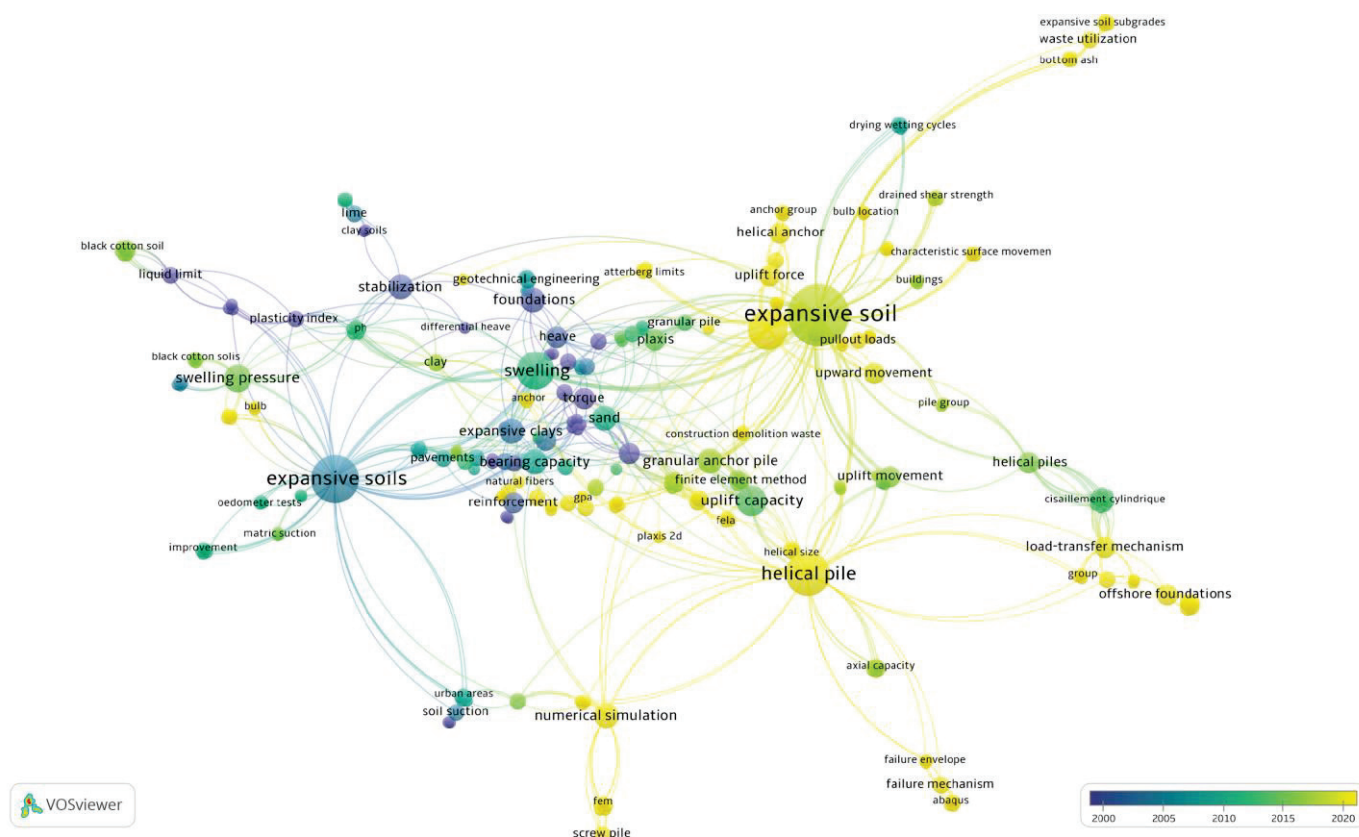 expansive soil subgrades
waste utilization
bottom ash
drying wetting cycles
drained shear strength
anchor group
bulb location
helical anchor
characteristic surface movemen
lime
clay soils
black cotton soil
liquid limit
stabilization
geotechnical engineering
atterberg limits
uplift force
buildings
foundations
expansive soil
plasticity index
ph
differential heave
heave
granular pile
plaxis
pullout loads
black cotton solis
clay
swelling
swelling pressure
upward movement
anchor
torque
bulb
sand
pile group
expansive clays
construction demolition waste
pavements
bearing capacity
granular anchor pile
helical piles
expansive soils
natural fibers
finite element method
uplift movement
oedometer tests
reinforcement
gpa
uplift capacity
cisaillement cylindrique
fela
matric suction
plaxis 2d
improvement
helical size
load-transfer mechanism
helical pile
group
offshore foundations
axial capacity
urban areas
soil suction
numerical simulation
failure envelope
failure mechanism
abaqus
fem
screw pile
VOSviewer
2000 2005 2010 2015 2020